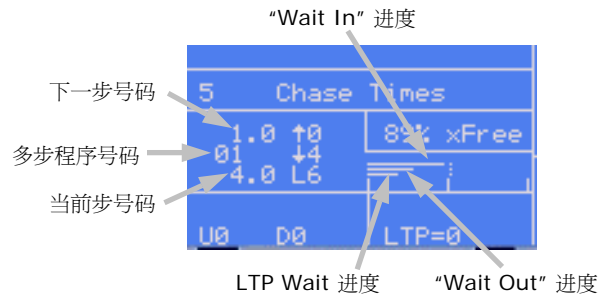 “Wait In” 进度
5 Chase Times
下一步号码
1.0 ↑0 89% xFree
多步程序号码
01 ↓4
4.0 L6
当前步号码
U0 D0 LTP=0
LTP Wait 进度 “Wait Out” 进度